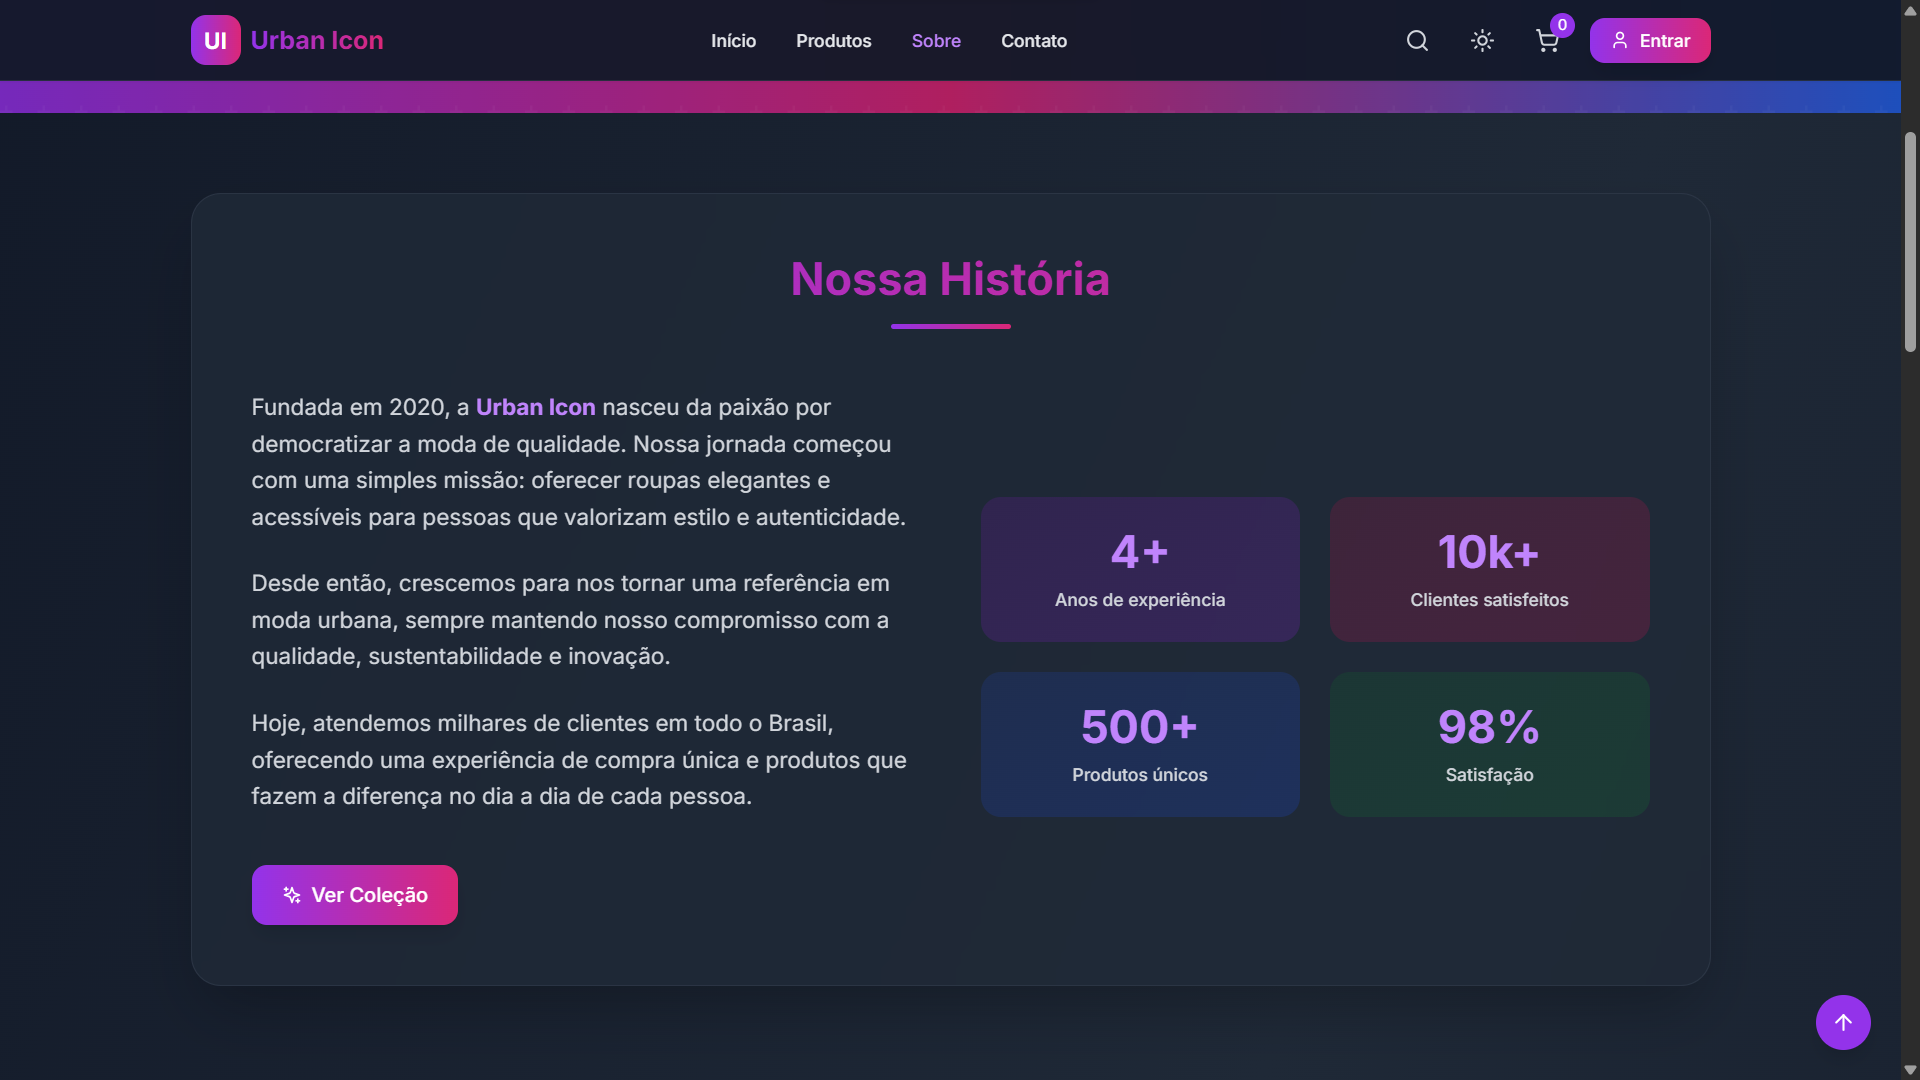 UI Urban Icon
Início
Produtos
Sobre
Contato
0
Entrar
Nossa História
Fundada em 2020, a Urban Icon nasceu da paixão por
democratizar a moda de qualidade. Nossa jornada começou
com uma simples missão: oferecer roupas elegantes e
acessíveis para pessoas que valorizam estilo e autenticidade.
Desde então, crescemos para nos tornar uma referência em
moda urbana, sempre mantendo nosso compromisso com a
qualidade, sustentabilidade e inovação.
Hoje, atendemos milhares de clientes em todo o Brasil,
oferecendo uma experiência de compra única e produtos que
fazem a diferença no dia a dia de cada pessoa.
Ver Coleção
4+
Anos de experiência
10k+
Clientes satisfeitos
500+
Produtos únicos
98%
Satisfação